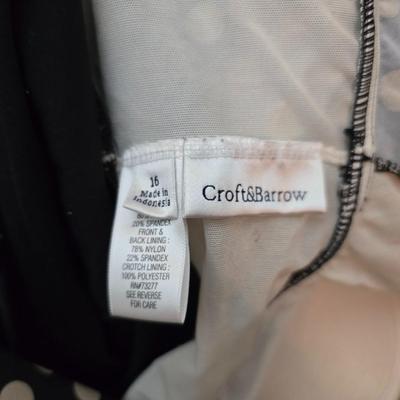 16
Made in
Indonesia
Croft&Barrow
20% SPANDEX
FRONT &
BACK LINING :
78% NYLON
22% SPANDEX
CROTCH LINING :
100% POLYESTER
RN#73277
SEE REVERSE
FOR CARE